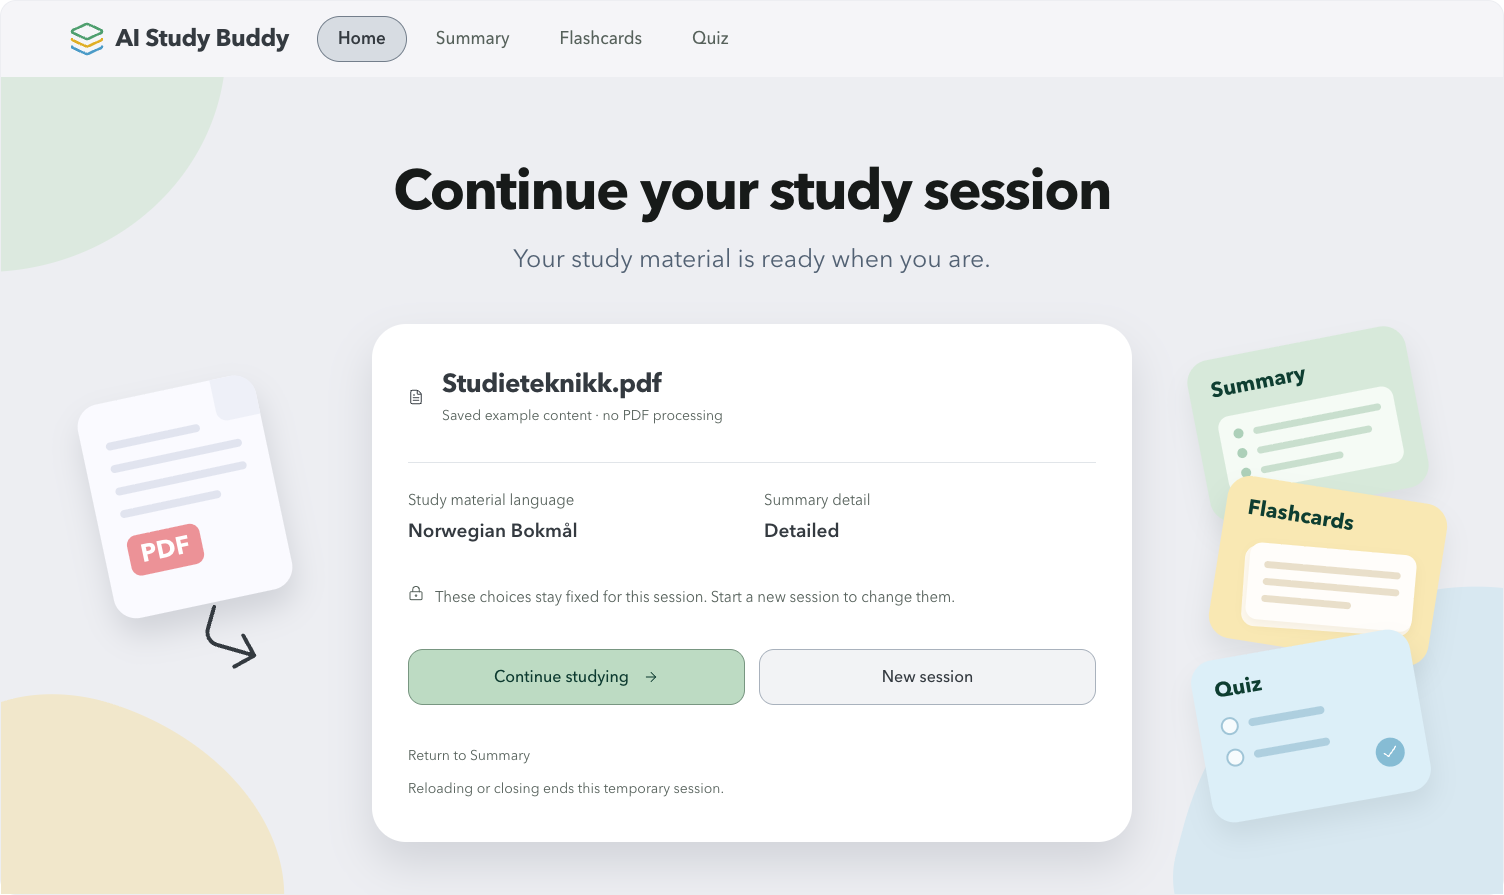 AI Study Buddy
Home
Summary
Flashcards
Quiz
Continue your study session
Your study material is ready when you are.
PDF
Studieteknikk.pdf
Saved example content · no PDF processing
Study material language
Norwegian Bokmål
Summary detail
Detailed
These choices stay fixed for this session. Start a new session to change them.
Continue studying →
New session
Return to Summary
Reloading or closing ends this temporary session.
Summary
Flashcards
Quiz